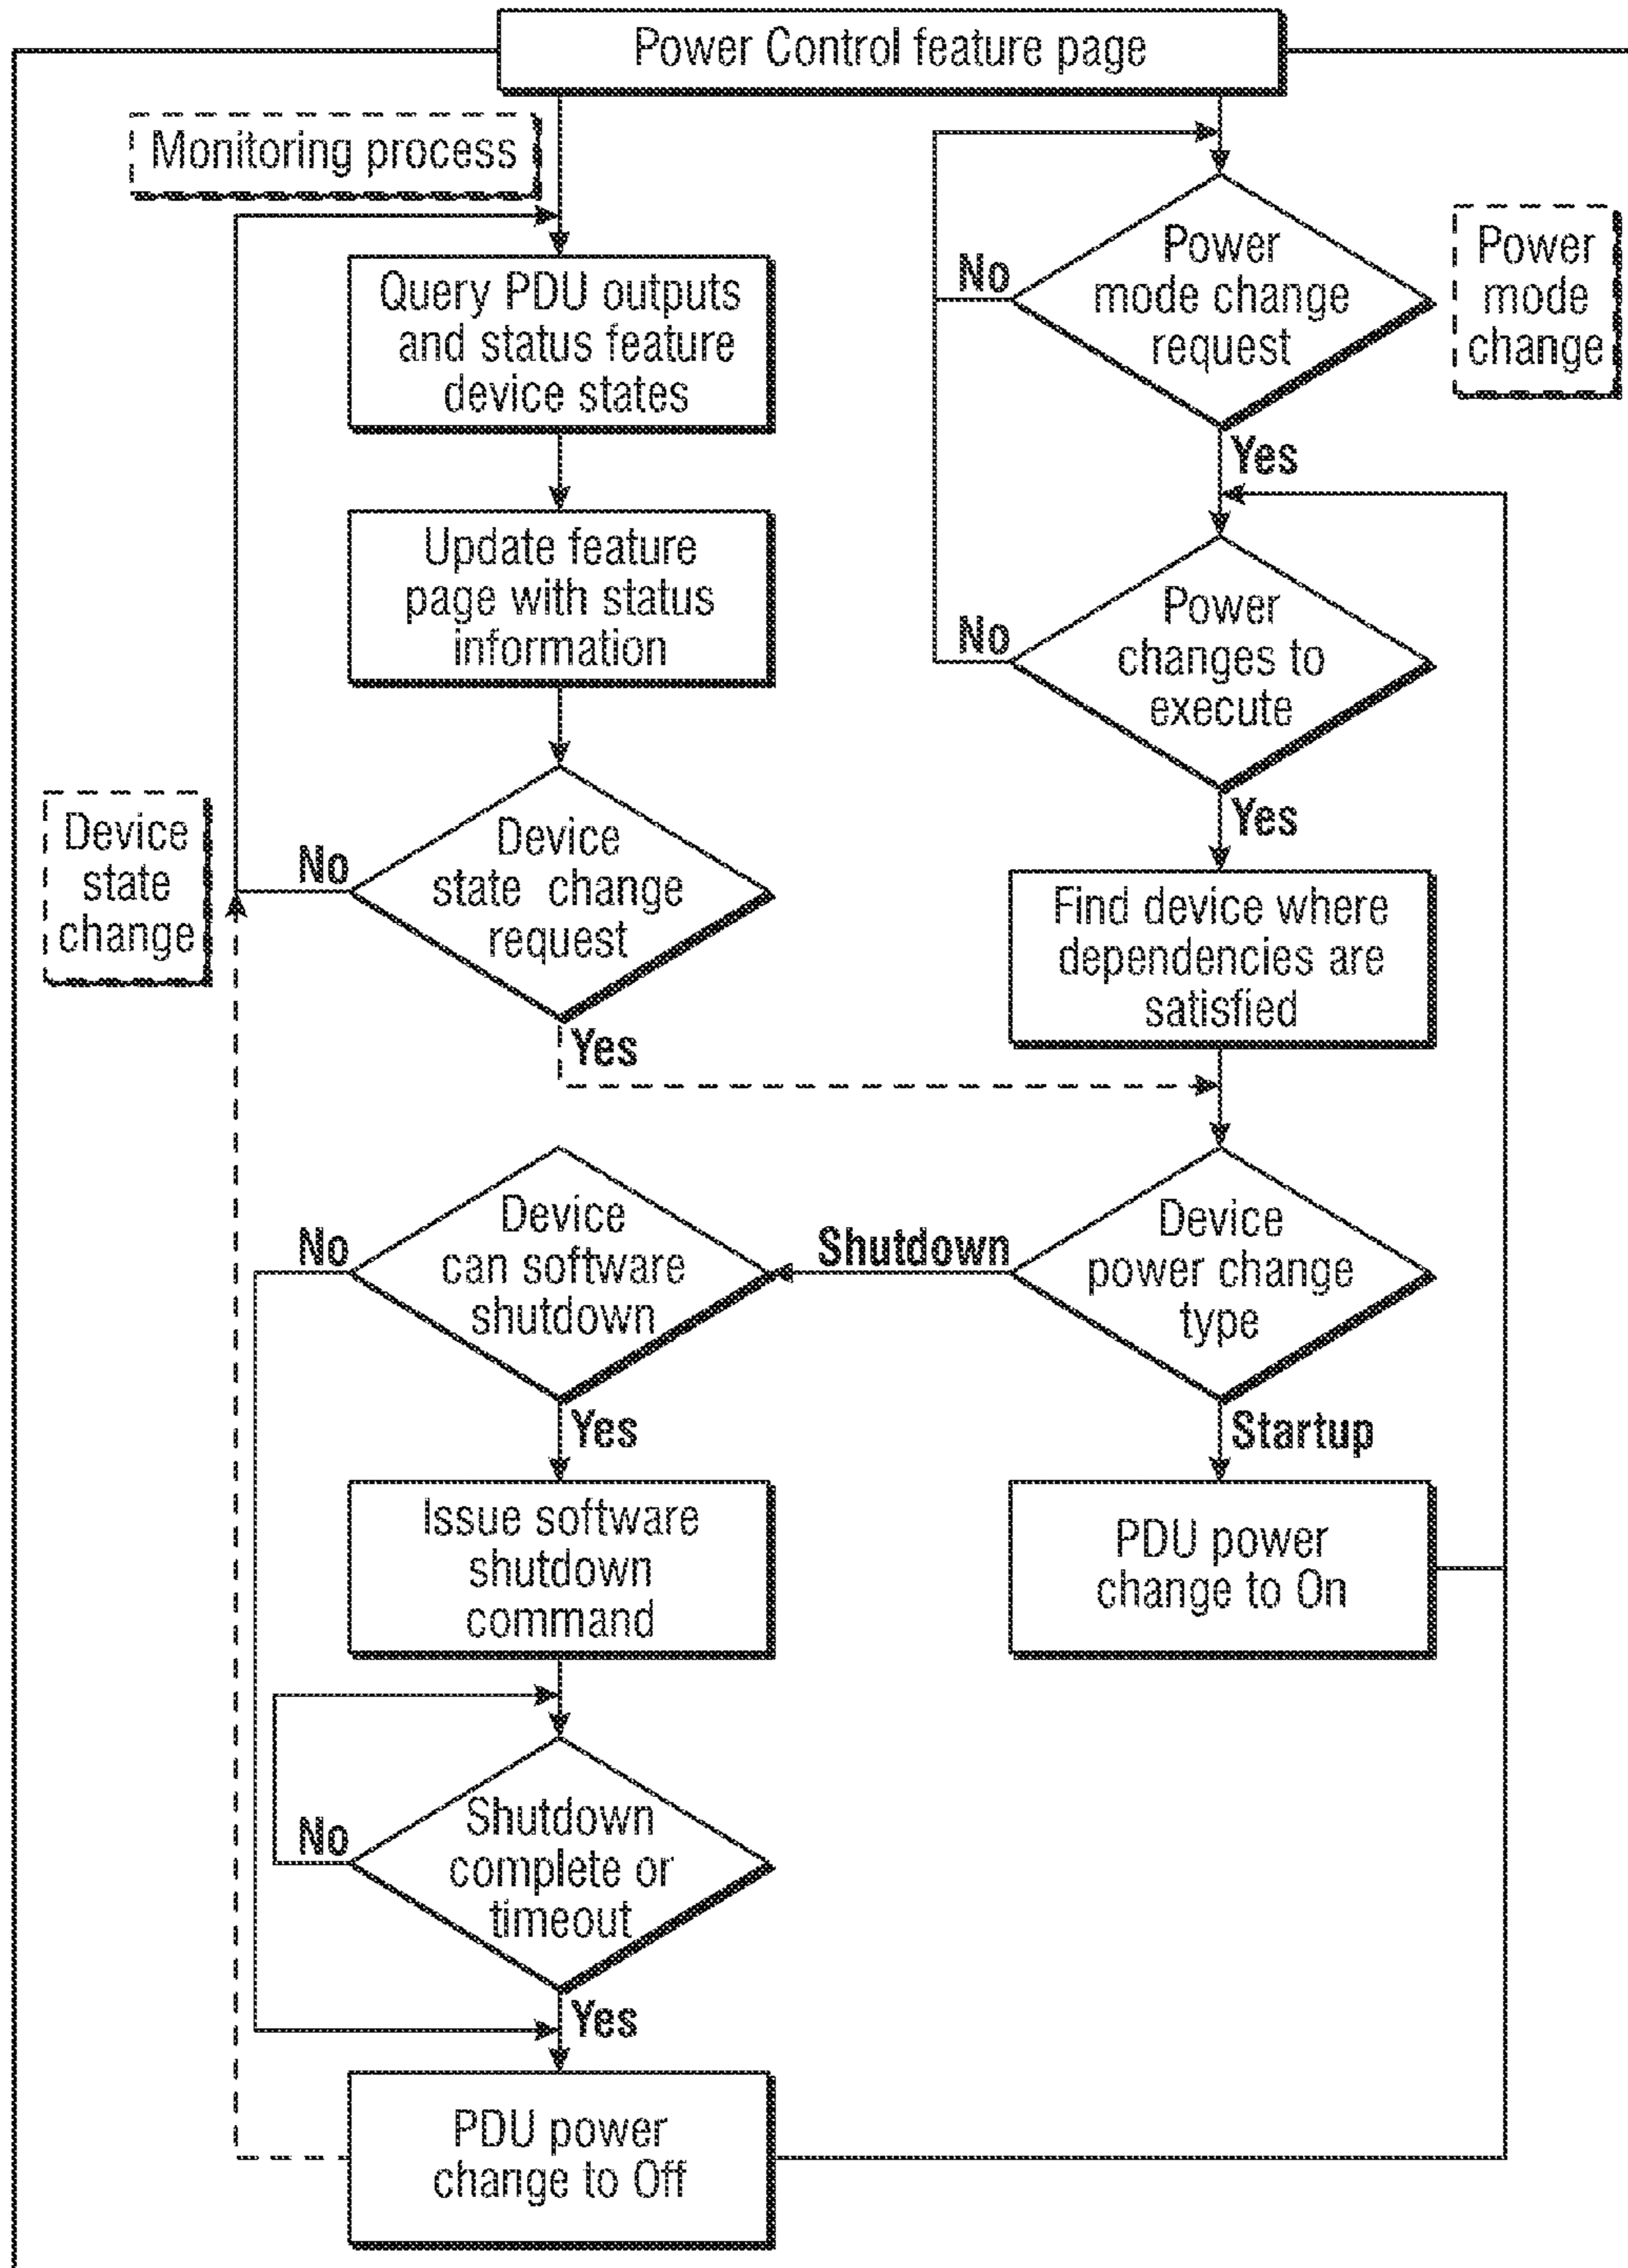 Power Control feature page
Monitoring process
Query PDU outputs
and status feature
device states
Update feature
page with status
information
Device
state
change
No
Device
state change
request
Yes
No
Power
mode change
request
Power
mode
change
Yes
No
Power
changes to
execute
Yes
Find device where
dependencies are
satisfied
No
Device
can software
shutdown
Shutdown
Device
power change
type
Yes
Startup
Issue software
shutdown
command
PDU power
change to On
No
Shutdown
complete or
timeout
Yes
PDU power
change to Off